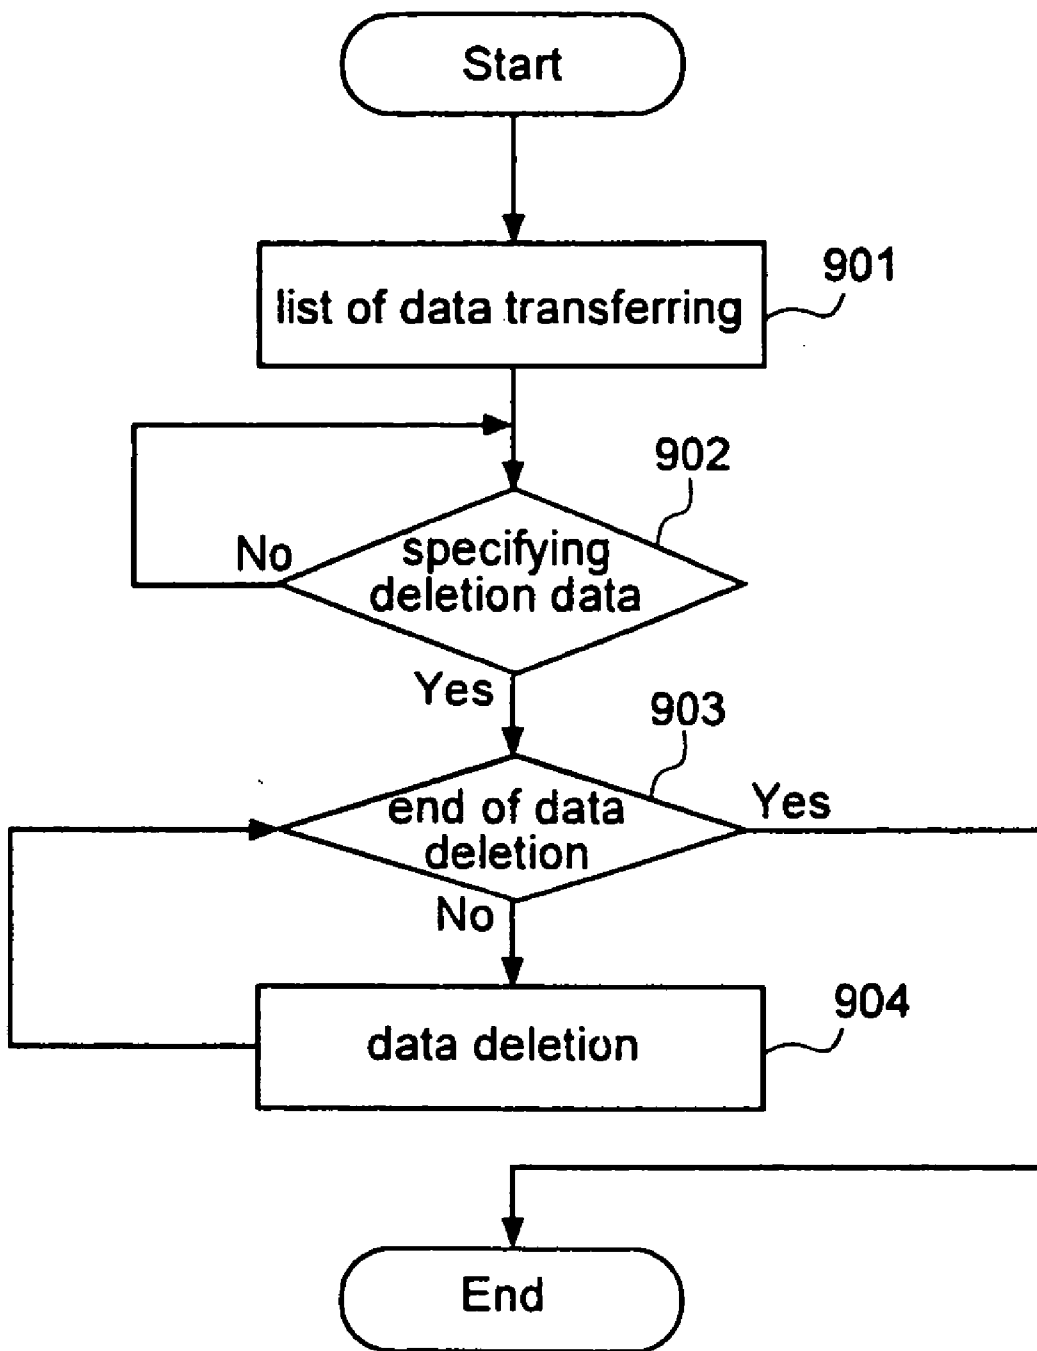 Start
list of data transferring
901
902
specifying
deletion data
No
Yes
903
end of data
deletion
Yes
No
data deletion
904
End